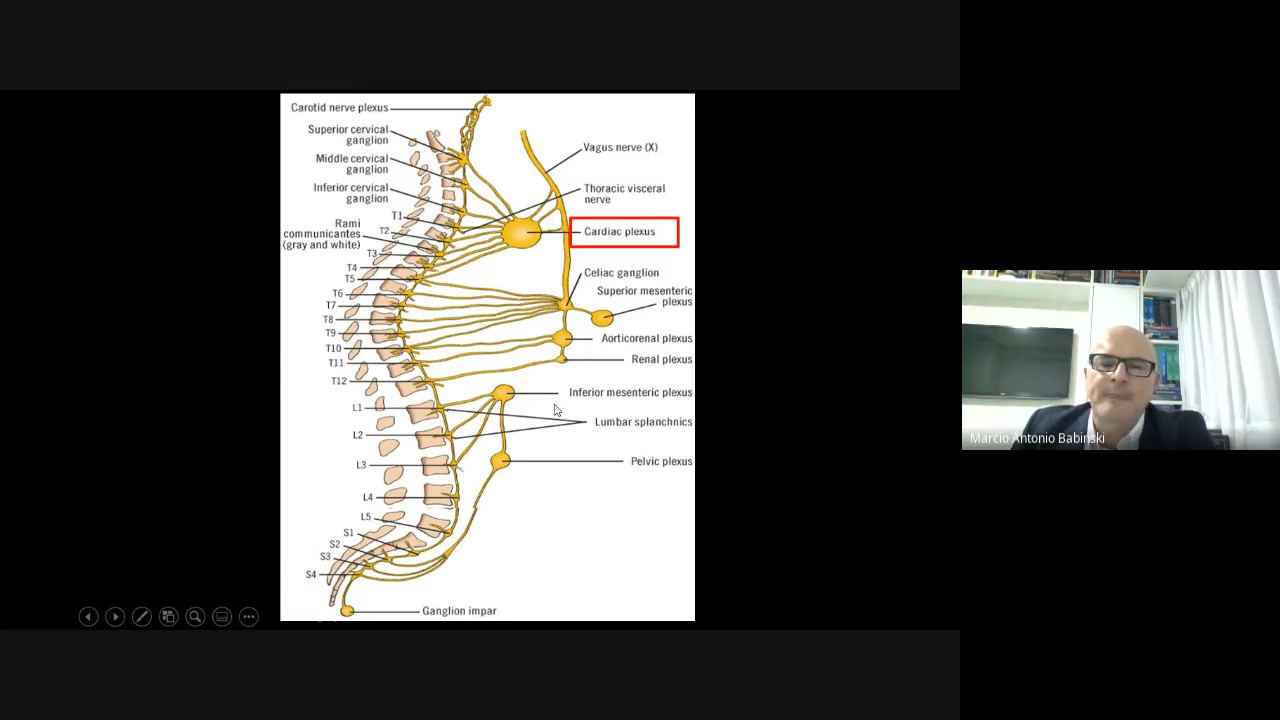 Carotid nerve plexus
Superior cervical
ganglion
Middle cervical
ganglion
Inferior cervical
ganglion
Rami
communicantes
(gray and white)
T1
T2
T3
T4
T5
T6
T7
T8
T9
T10
T11
T12
L1
L2
L3
L4
L5
S1
S2
S3
S4
Vagus nerve (X)
Thoracic visceral
nerve
Cardiac plexus
Celiac ganglion
Superior mesenteric
plexus
Aorticorenal plexus
Renal plexus
Inferior mesenteric plexus
Lumbar splanchnics
Pelvic plexus
Ganglion impar
Marcio Antonio Babinski